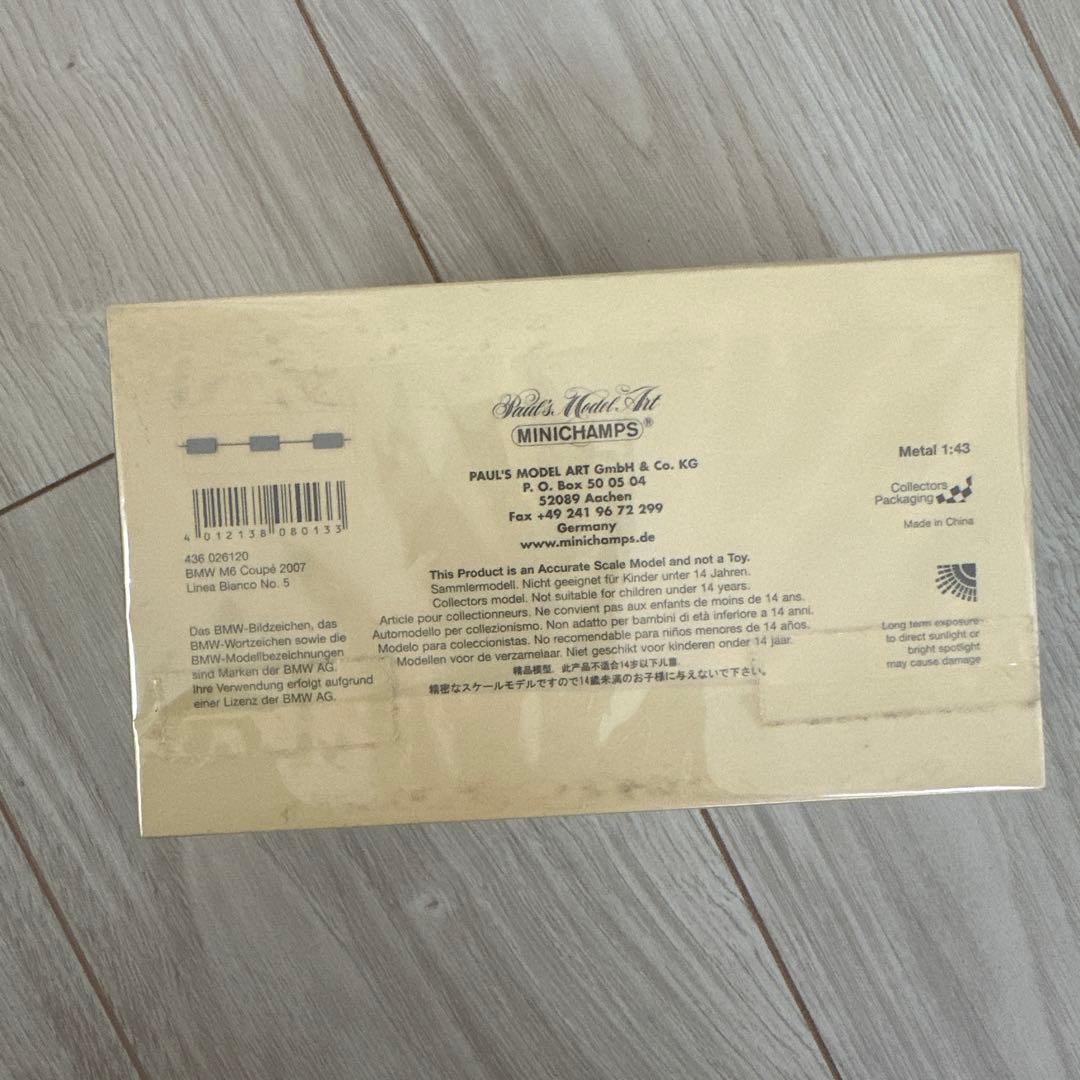 Paul's Model Art
MINICHAMPS®
PAUL'S MODEL ART GmbH & Co. KG
P. O. Box 50 05 04
52089 Aachen
Fax +49 241 96 72 299
Germany
www.minichamps.de
This Product is an Accurate Scale Model and not a Toy.
Sammlermodell. Nicht geeignet für Kinder unter 14 Jahren.
Collectors model. Not suitable for children under 14 years.
Article pour collectionneurs. Ne convient pas aux enfants de moins de 14 ans.
Automodello per collezionismo. Non adatto per bambini di età inferiore a 14 anni.
Modelo para coleccionistas. No recomendable para niños menores de 14 años.
Modellen voor de verzamelaar. Niet geschikt voor kinderen onder 14 jaar.
精品模型，此产品不适合14岁以下儿童
精密なスケールモデルですので14歳未満のお子様に与えないで下さい。
4 012138 080133
436 026120
BMW M6 Coupé 2007
Linea Bianco No. 5
Das BMW-Bildzeichen, das
BMW-Wortzeichen sowie die
BMW-Modellbezeichnungen
sind Marken der BMW AG.
Ihre Verwendung erfolgt aufgrund
einer Lizenz der BMW AG.
Metal 1:43
Collectors
Packaging
Made in China
Long term exposure
to direct sunlight or
bright spotlight
may cause damage